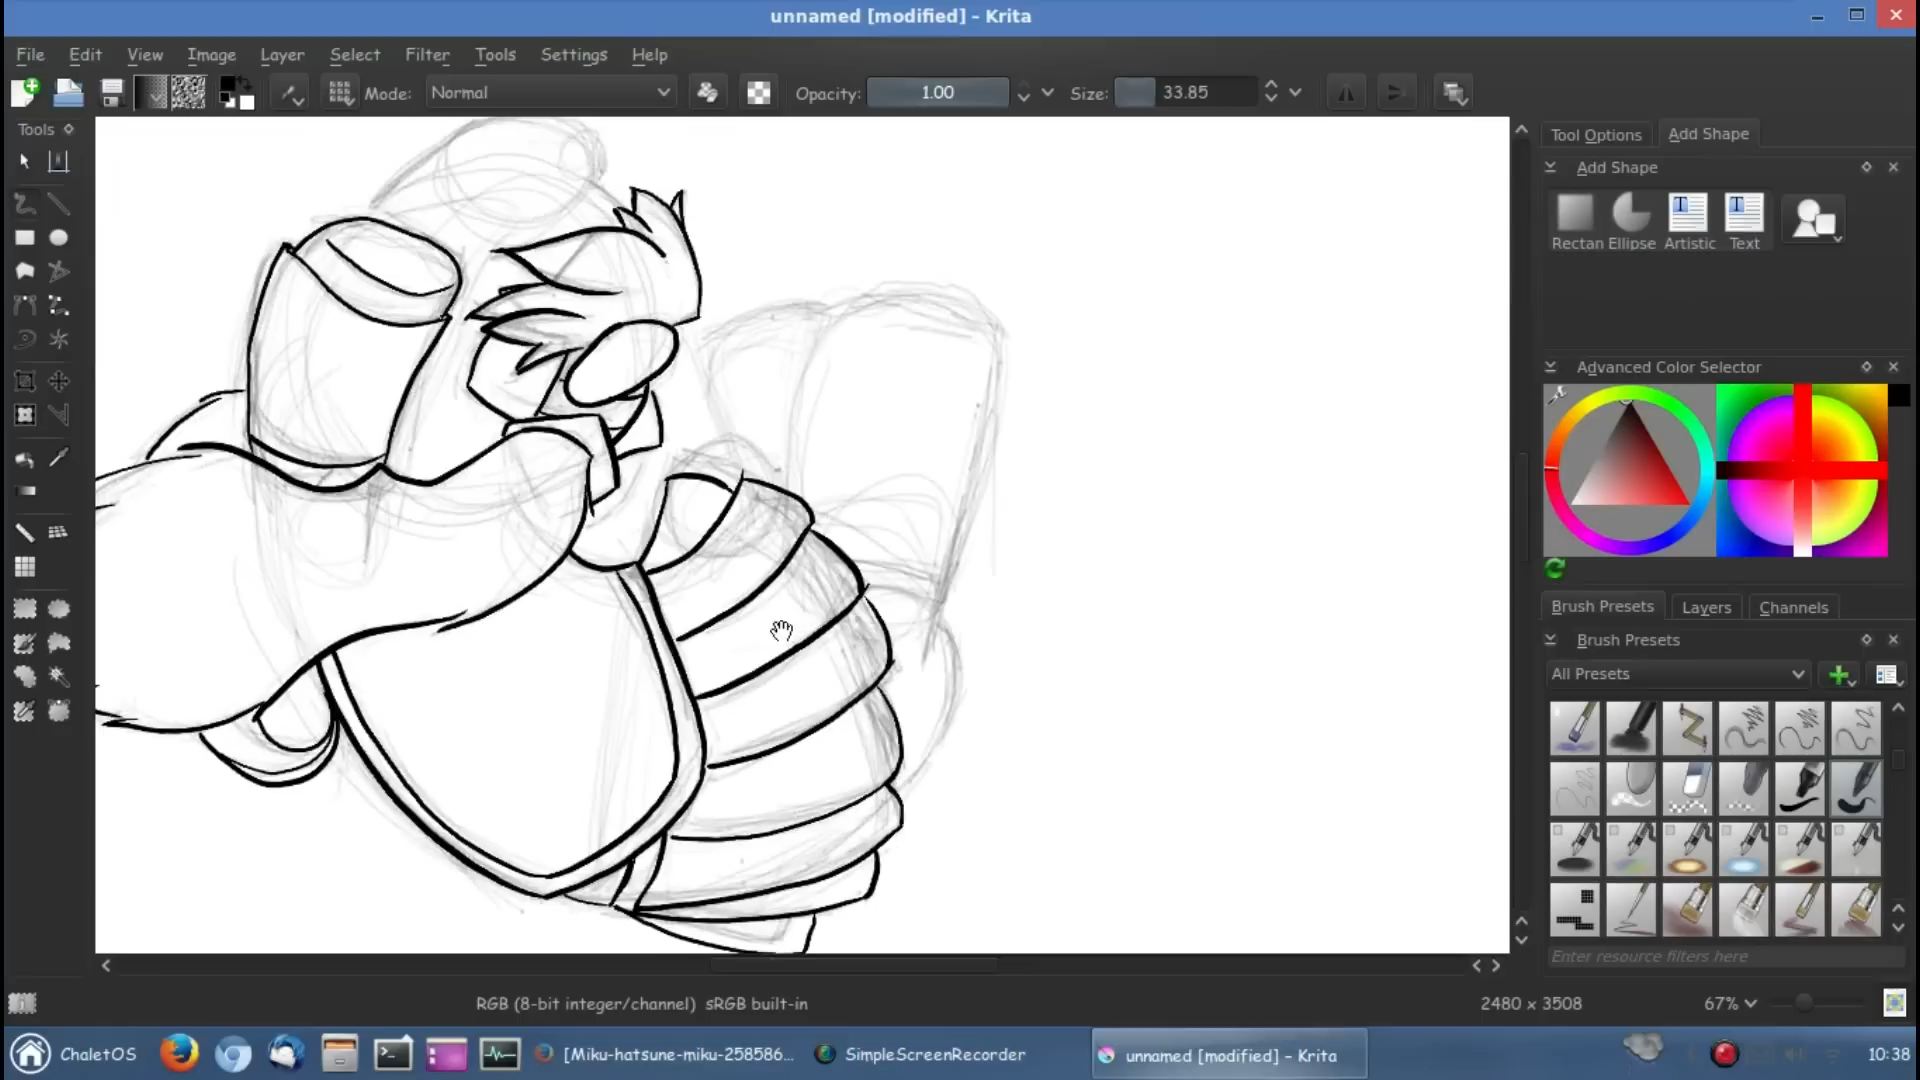 unnamed [modified] – Krita
File Edit View Image Layer Select Filter Tools Settings Help
Mode: Normal Opacity: 1.00 Size: 33.85
Tools
Tool Options Add Shape
Add Shape
T T
Rectan Ellipse Artistic Text
Advanced Color Selector
Brush Presets Layers Channels
Brush Presets
All Presets
Enter resource filters here
RGB (8-bit integer/channel) sRGB built-in 2480 x 3508 67%
ChaletOS [Miku-hatsune-miku-258586... SimpleScreenRecorder unnamed [modified] – Krita 10:38